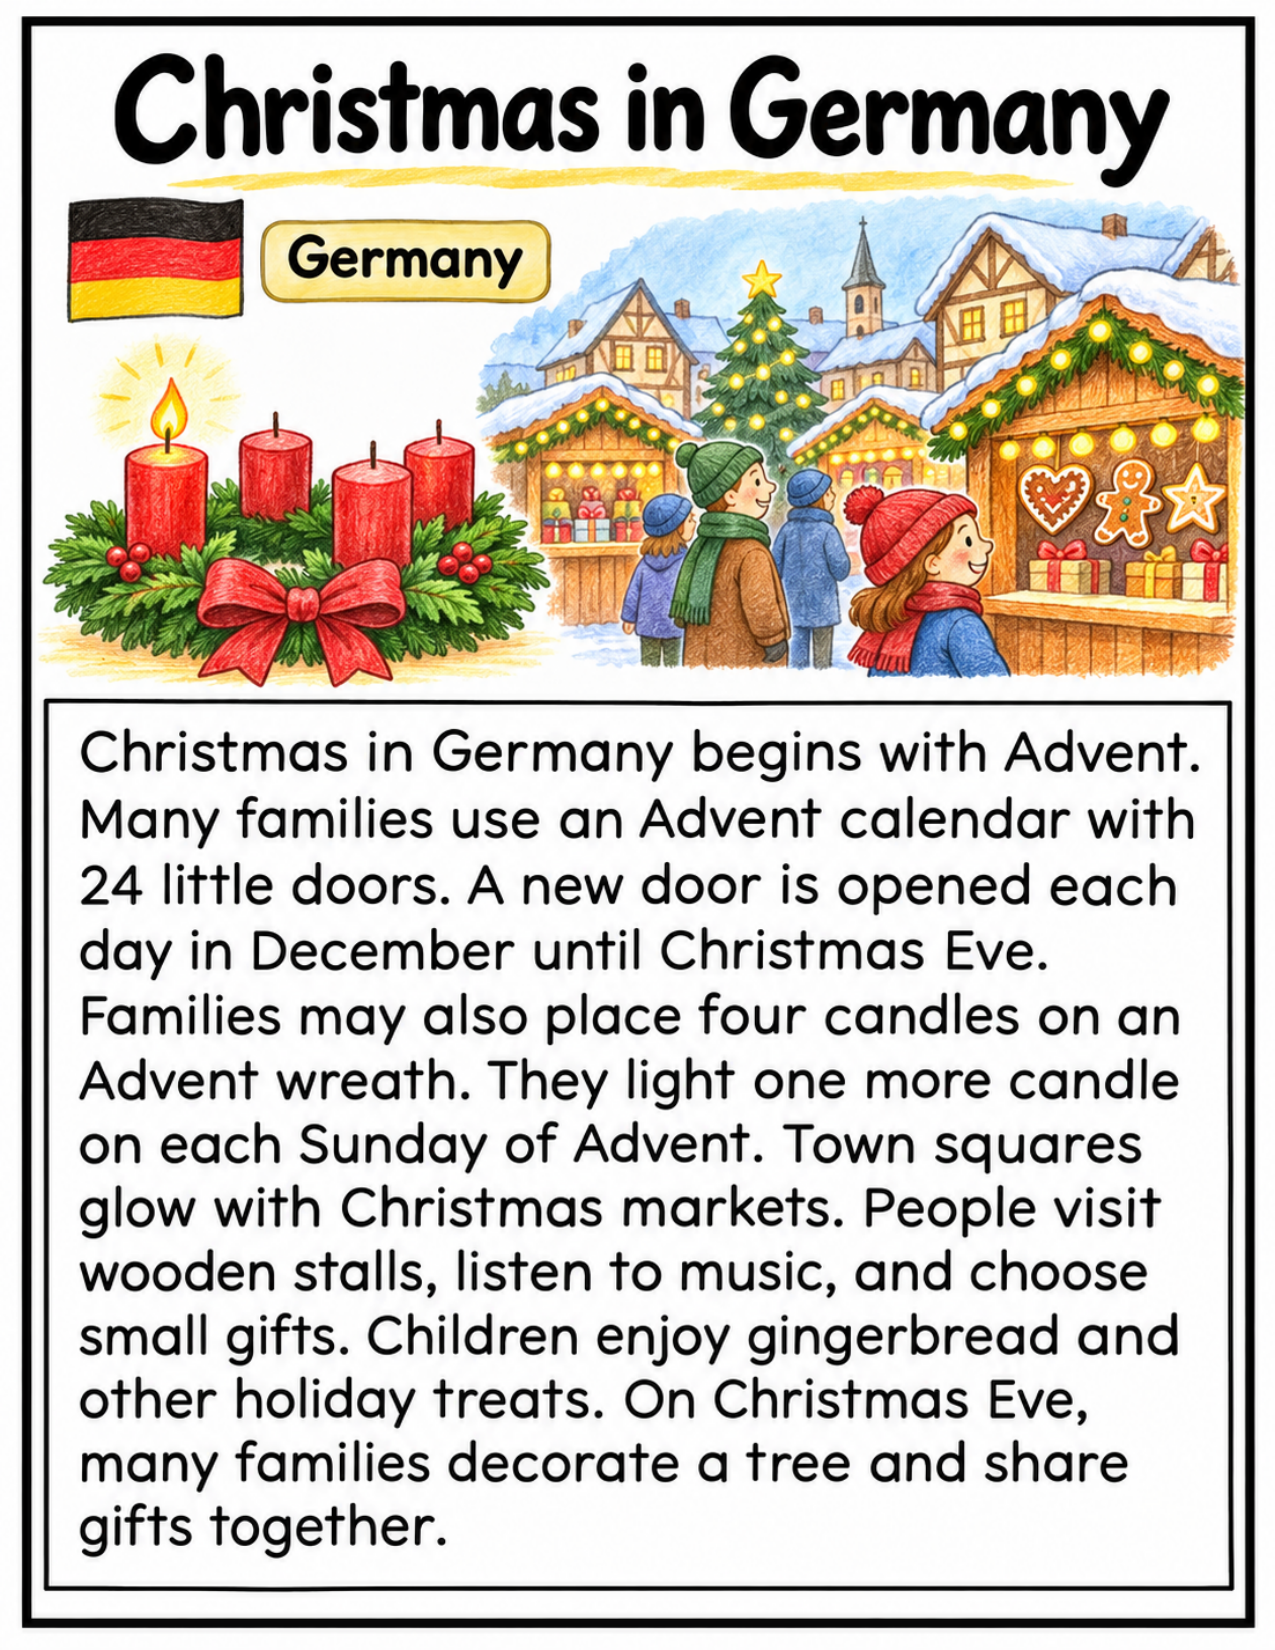 Christmas in Germany
Germany
Christmas in Germany begins with Advent.
Many families use an Advent calendar with
24 little doors. A new door is opened each
day in December until Christmas Eve.
Families may also place four candles on an
Advent wreath. They light one more candle
on each Sunday of Advent. Town squares
glow with Christmas markets. People visit
wooden stalls, listen to music, and choose
small gifts. Children enjoy gingerbread and
other holiday treats. On Christmas Eve,
many families decorate a tree and share
gifts together.